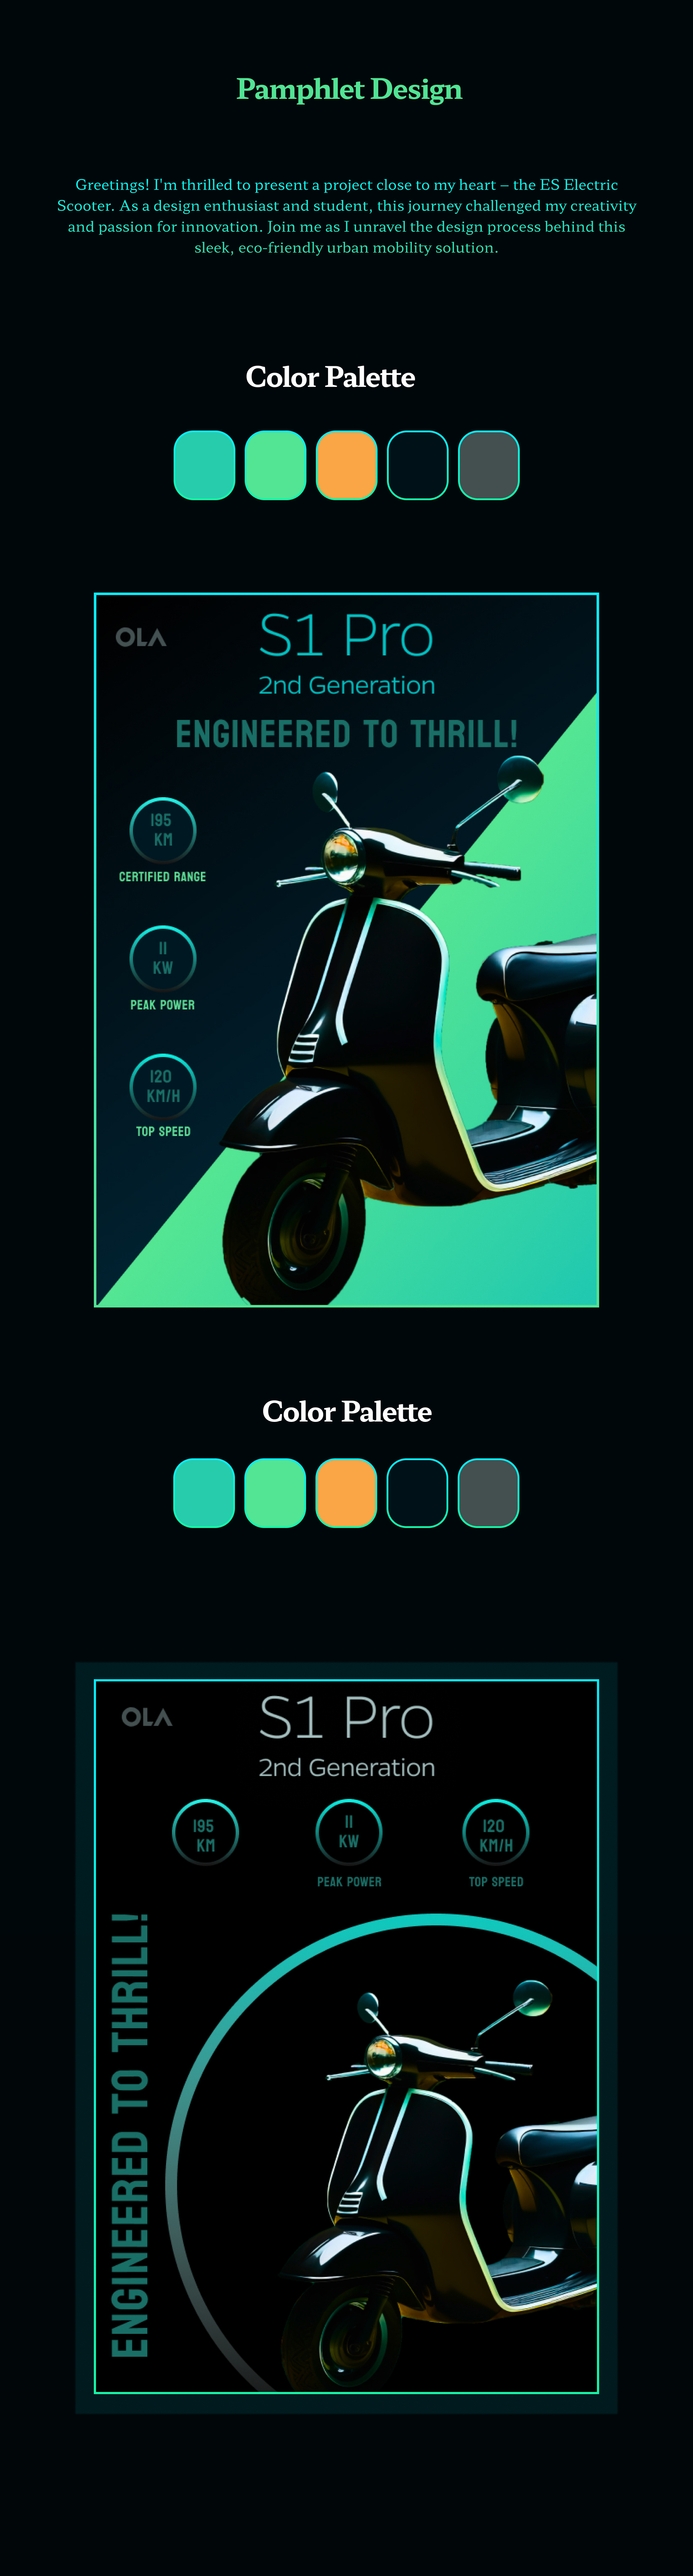 Pamphlet Design
Greetings! I'm thrilled to present a project close to my heart – the ES Electric
Scooter. As a design enthusiast and student, this journey challenged my creativity
and passion for innovation. Join me as I unravel the design process behind this
sleek, eco-friendly urban mobility solution.
Color Palette
OLA
S1 Pro
2nd Generation
ENGINEERED TO THRILL!
195
KM
CERTIFIED RANGE
11
KW
PEAK POWER
120
KM/H
TOP SPEED
Color Palette
OLA
S1 Pro
2nd Generation
195
KM
11
KW
PEAK POWER
120
KM/H
TOP SPEED
ENGINEERED TO THRILL!